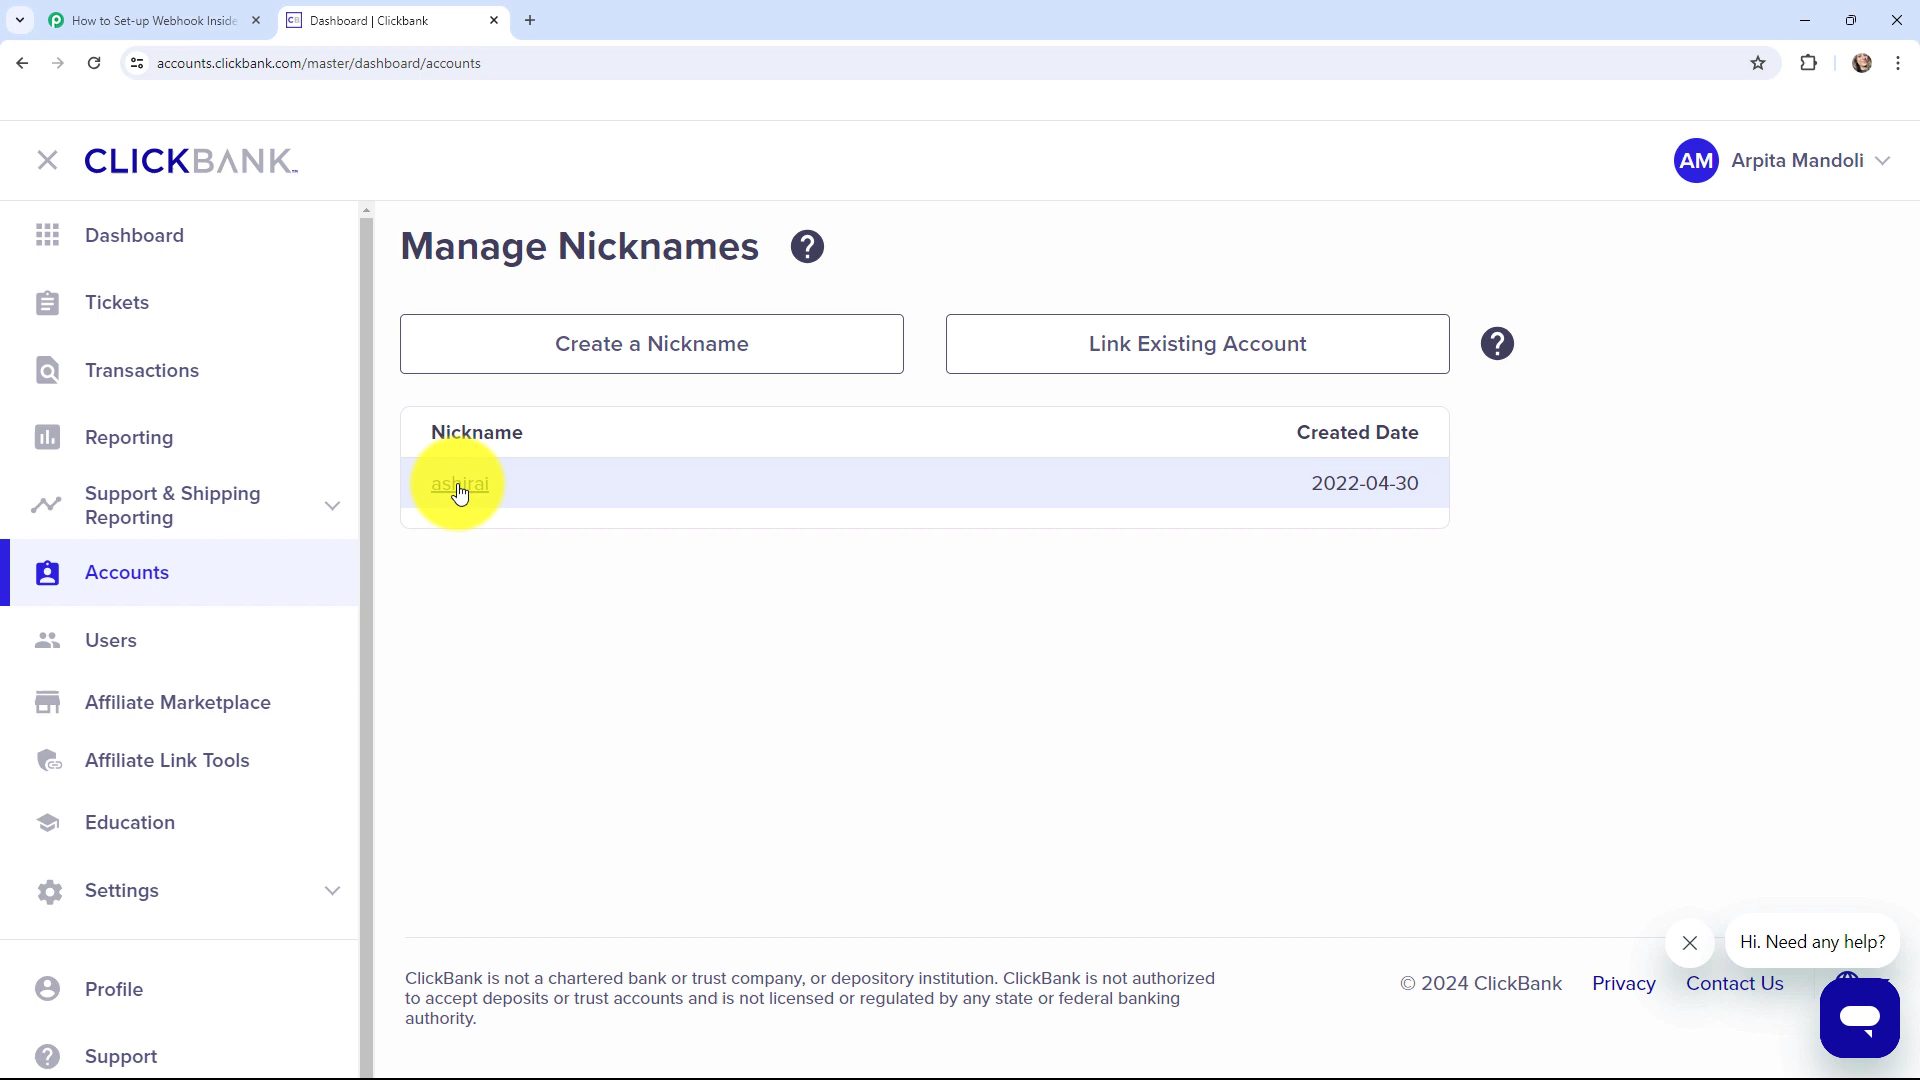 How to Set-up Webhook Inside
Dashboard | Clickbank
accounts.clickbank.com/master/dashboard/accounts
CLICKBANK
AM Arpita Mandoli
Dashboard
Tickets
Transactions
Reporting
Support & Shipping
Reporting
Accounts
Users
Affiliate Marketplace
Affiliate Link Tools
Education
Settings
Profile
Support
Manage Nicknames ?
Create a Nickname
Link Existing Account ?
Nickname Created Date
ashirai 2022-04-30
Hi. Need any help?
ClickBank is not a chartered bank or trust company, or depository institution. ClickBank is not authorized
to accept deposits or trust accounts and is not licensed or regulated by any state or federal banking
authority.
© 2024 ClickBank Privacy Contact Us